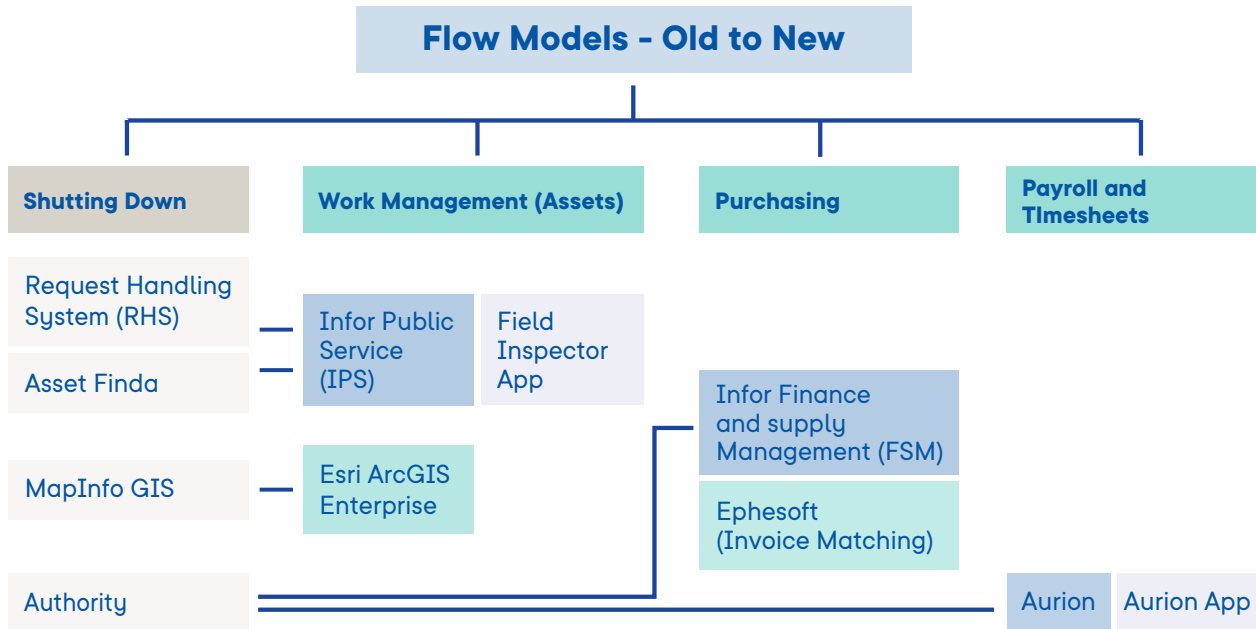 Flow Models - Old to New
Shutting Down
Work Management (Assets)
Purchasing
Payroll and
TImesheets
Request Handling
System (RHS)
Asset Finda
MapInfo GIS
Authority
Infor Public
Service
(IPS)
Field
Inspector
App
Esri ArcGIS
Enterprise
Infor Finance
and supply
Management (FSM)
Ephesoft
(Invoice Matching)
Aurion
Aurion App